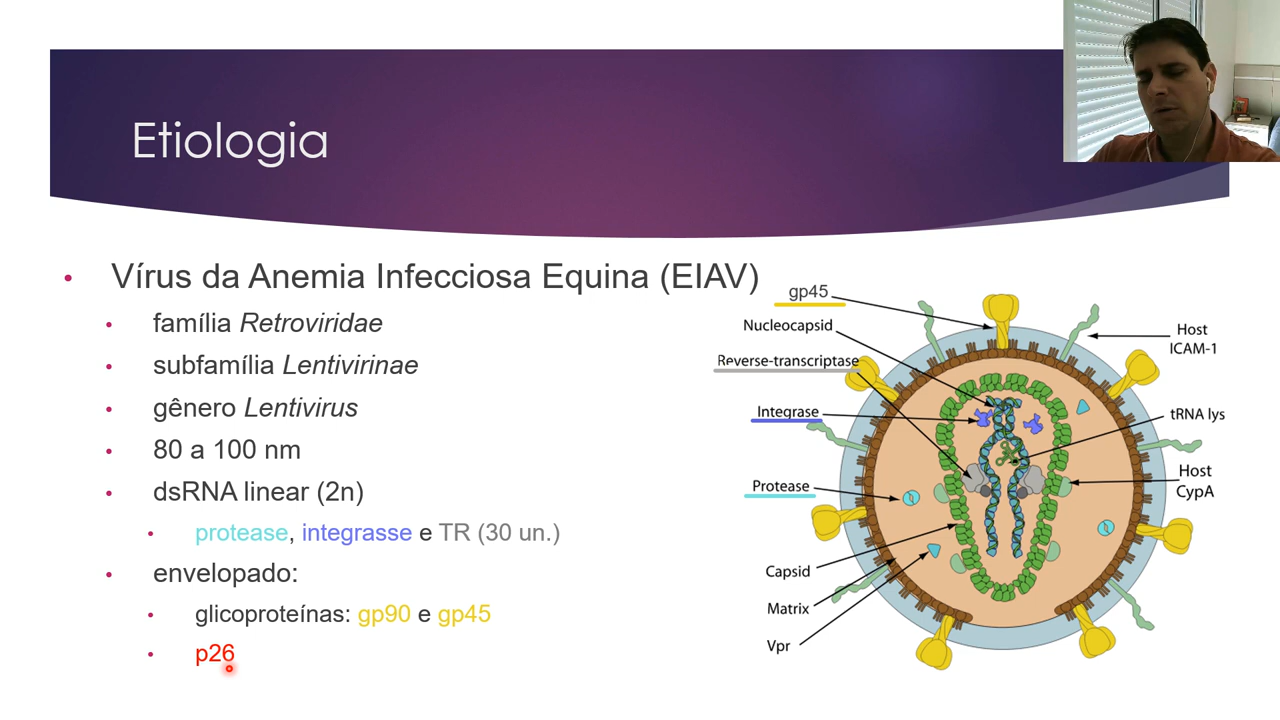 Etiologia
Vírus da Anemia Infecciosa Equina (EIAV)
família Retroviridae
subfamília Lentivirinae
gênero Lentivirus
80 a 100 nm
dsRNA linear (2n)
protease, integrasse e TR (30 un.)
envelopado:
glicoproteínas: gp90 e gp45
p26
gp45
Nucleocapsid
Reverse-transcriptase
Integrase
Protease
Capsid
Matrix
Vpr
Host
ICAM-1
tRNA lys
Host
CypA